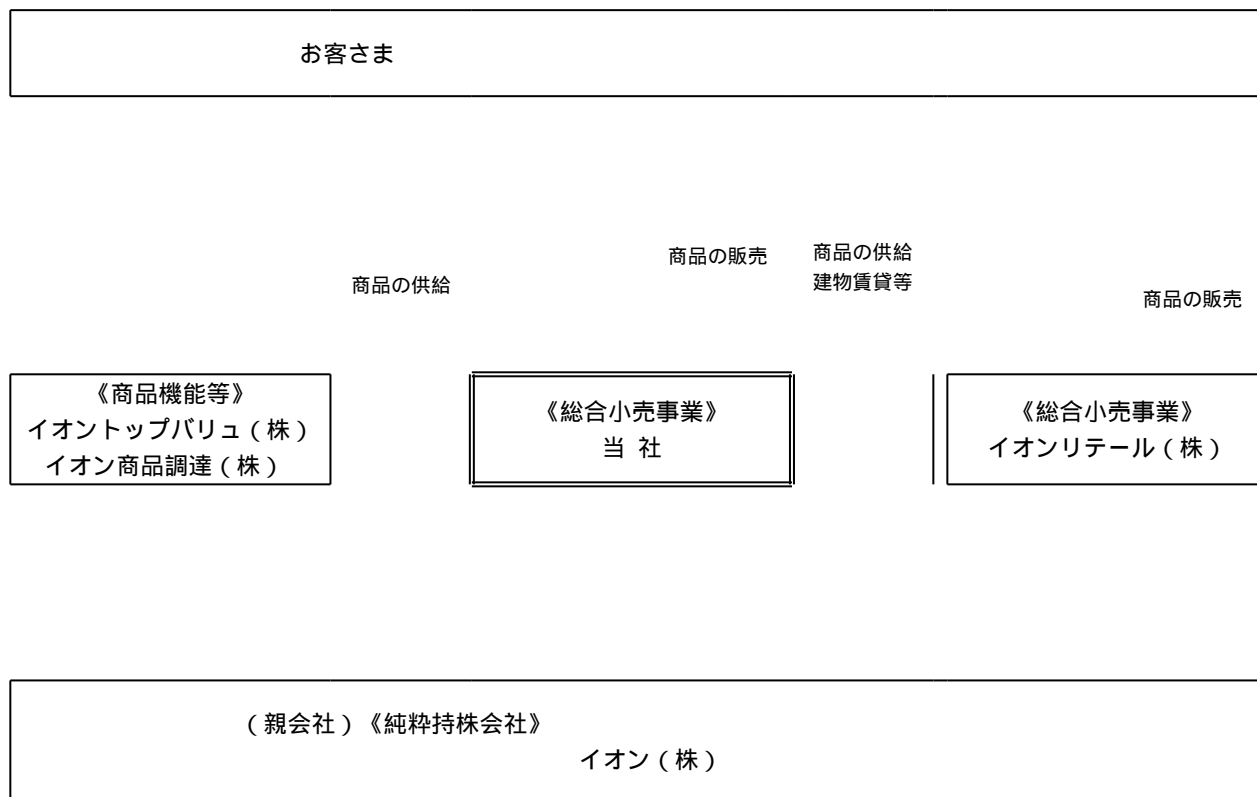 お客さま
商品の販売
商品の供給
建物賃貸等
商品の供給
商品の販売
《商品機能等》
イオントップバリュ（株）
イオン商品調達（株）
《総合小売事業》
当 社
《総合小売事業》
イオンリテール（株）
（親会社）《純粋持株会社》
イオン（株）